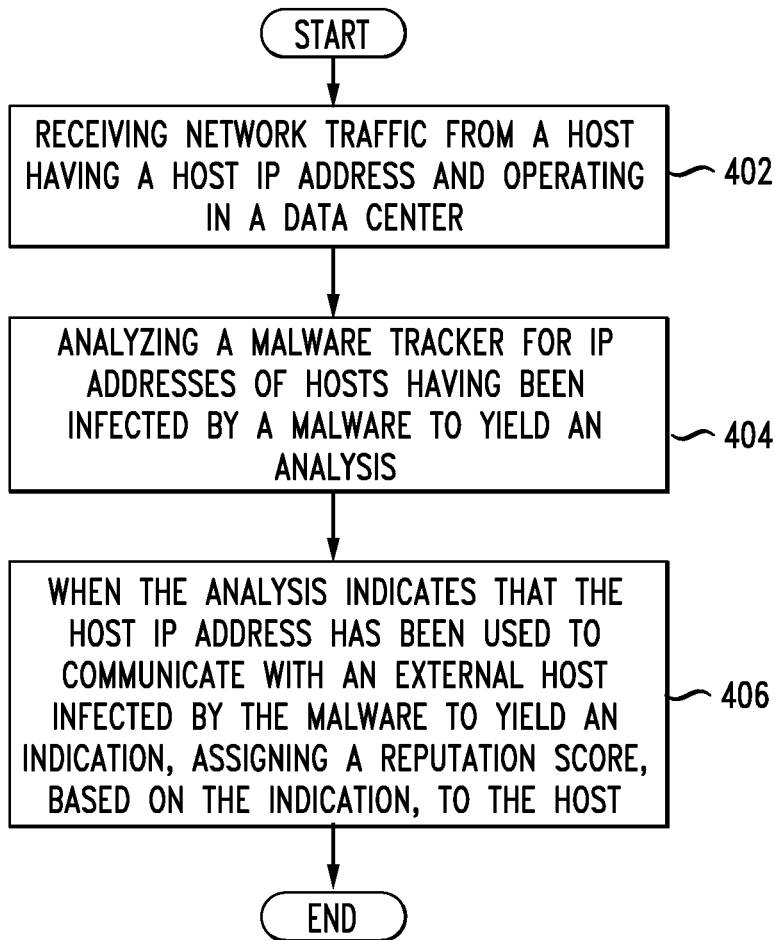 START
RECEIVING NETWORK TRAFFIC FROM A HOST
HAVING A HOST IP ADDRESS AND OPERATING
IN A DATA CENTER
402
ANALYZING A MALWARE TRACKER FOR IP
ADDRESSES OF HOSTS HAVING BEEN
INFECTED BY A MALWARE TO YIELD AN
ANALYSIS
404
WHEN THE ANALYSIS INDICATES THAT THE
HOST IP ADDRESS HAS BEEN USED TO
COMMUNICATE WITH AN EXTERNAL HOST
INFECTED BY THE MALWARE TO YIELD AN
INDICATION, ASSIGNING A REPUTATION SCORE,
BASED ON THE INDICATION, TO THE HOST
406
END